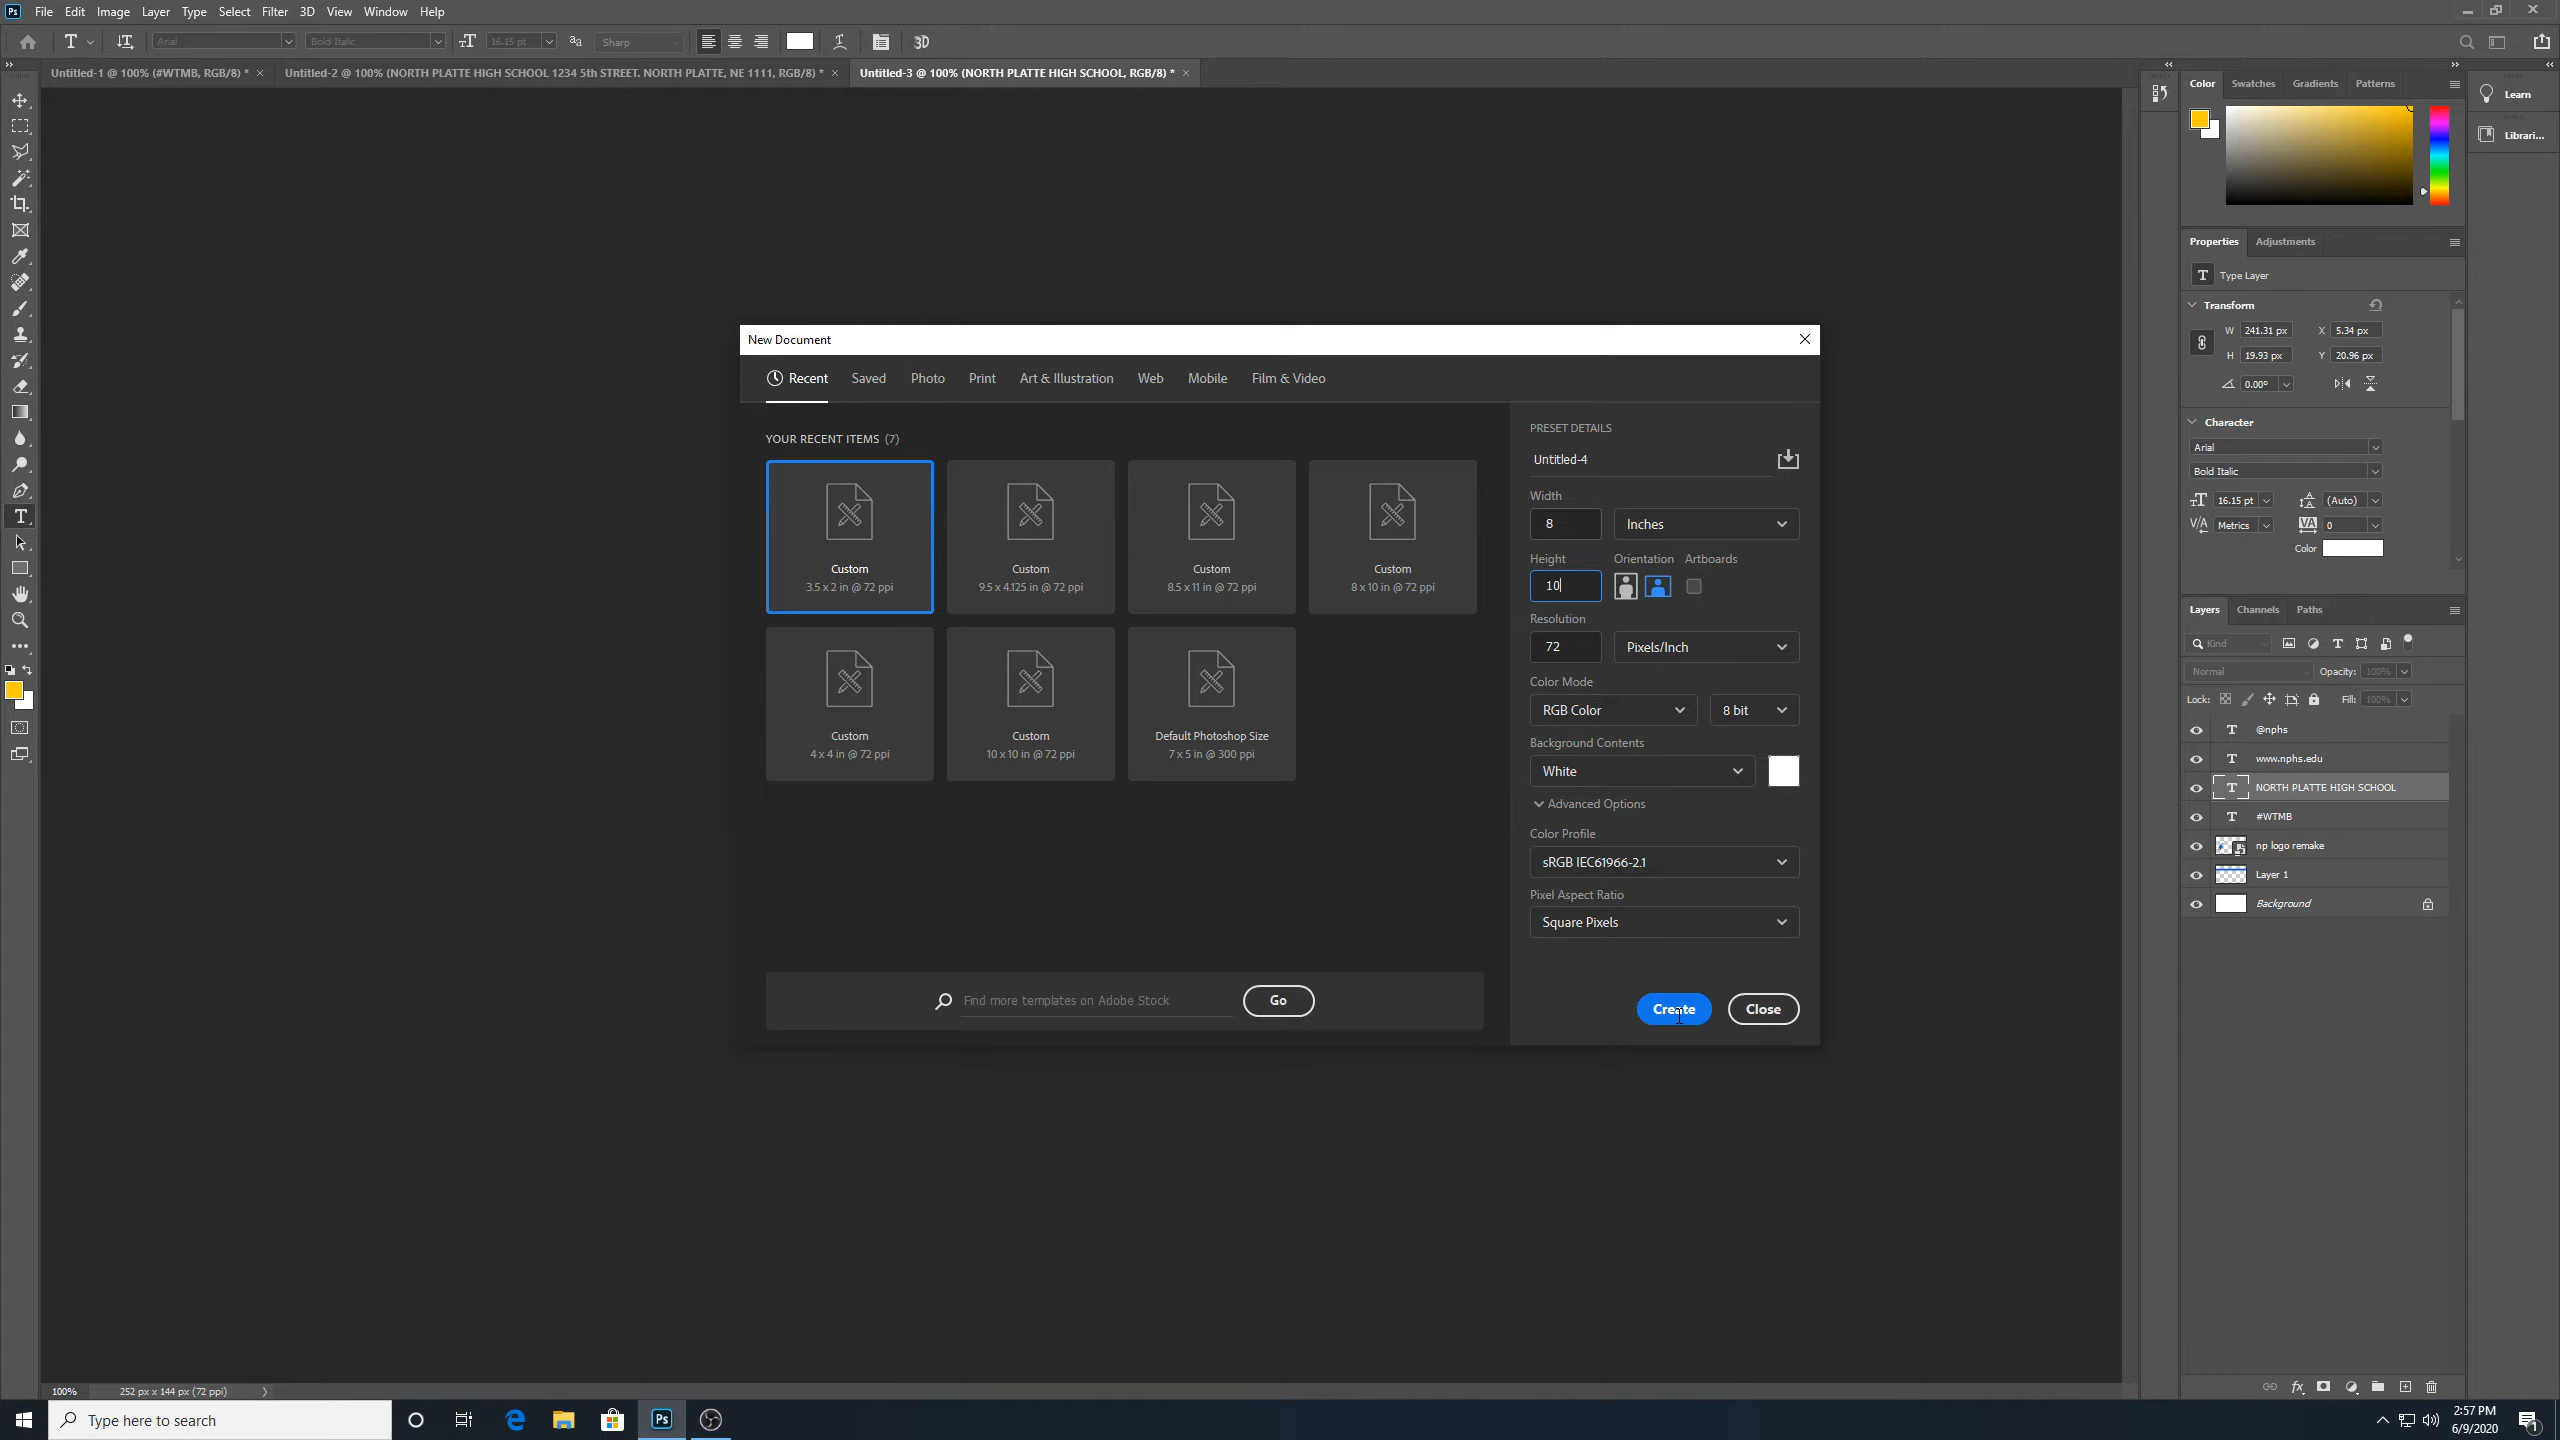 Ps File Edit Image Layer Type Select Filter 3D View Window Help
T Arial Bold Italic 16.15 pt aa Sharp 3D
Untitled-1 @ 100% (#WTMB, RGB/8) * Untitled-2 @ 100% (NORTH PLATTE HIGH SCHOOL 1234 5th STREET. NORTH PLATTE, NE 1111, RGB/8) * Untitled-3 @ 100% (NORTH PLATTE HIGH SCHOOL, RGB/8) *
Color Swatches Gradients Patterns
Learn
Librari...
Properties Adjustments
T Type Layer
Transform
W 241.31 px X 5.34 px
H 19.93 px Y 20.96 px
0.00°
Character
Arial
Bold Italic
16.15 pt (Auto)
V/A Metrics VA 0
Color
New Document
Recent Saved Photo Print Art & Illustration Web Mobile Film & Video
YOUR RECENT ITEMS (7)
Custom
3.5 x 2 in @ 72 ppi
Custom
9.5 x 4.125 in @ 72 ppi
Custom
8.5 x 11 in @ 72 ppi
Custom
8 x 10 in @ 72 ppi
Custom
4 x 4 in @ 72 ppi
Custom
10 x 10 in @ 72 ppi
Default Photoshop Size
7 x 5 in @ 300 ppi
Find more templates on Adobe Stock Go
PRESET DETAILS
Untitled-4
Width
8 Inches
Height Orientation Artboards
10
Resolution
72 Pixels/Inch
Color Mode
RGB Color 8 bit
Background Contents
White
Advanced Options
Color Profile
sRGB IEC61966-2.1
Pixel Aspect Ratio
Square Pixels
Create Close
Layers Channels Paths
Kind
Normal Opacity: 100%
Lock: Fill: 100%
T @nphs
T www.nphs.edu
T NORTH PLATTE HIGH SCHOOL
T #WTMB
np logo remake
Layer 1
Background
fx
100% 252 px x 144 px (72 ppi)
Type here to search
Ps
2:57 PM
6/9/2020
1